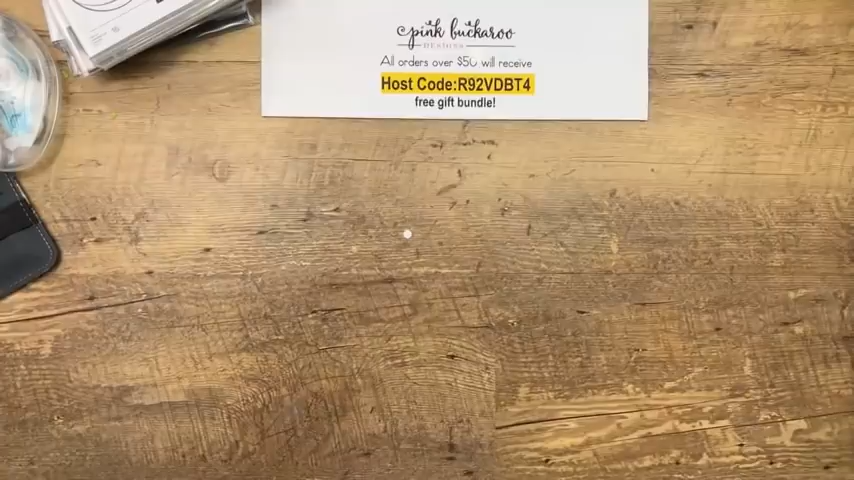 pink buckaroo
DESIGNS
All orders over $50 will receive
Host Code:R92VDBT4
free gift bundle!